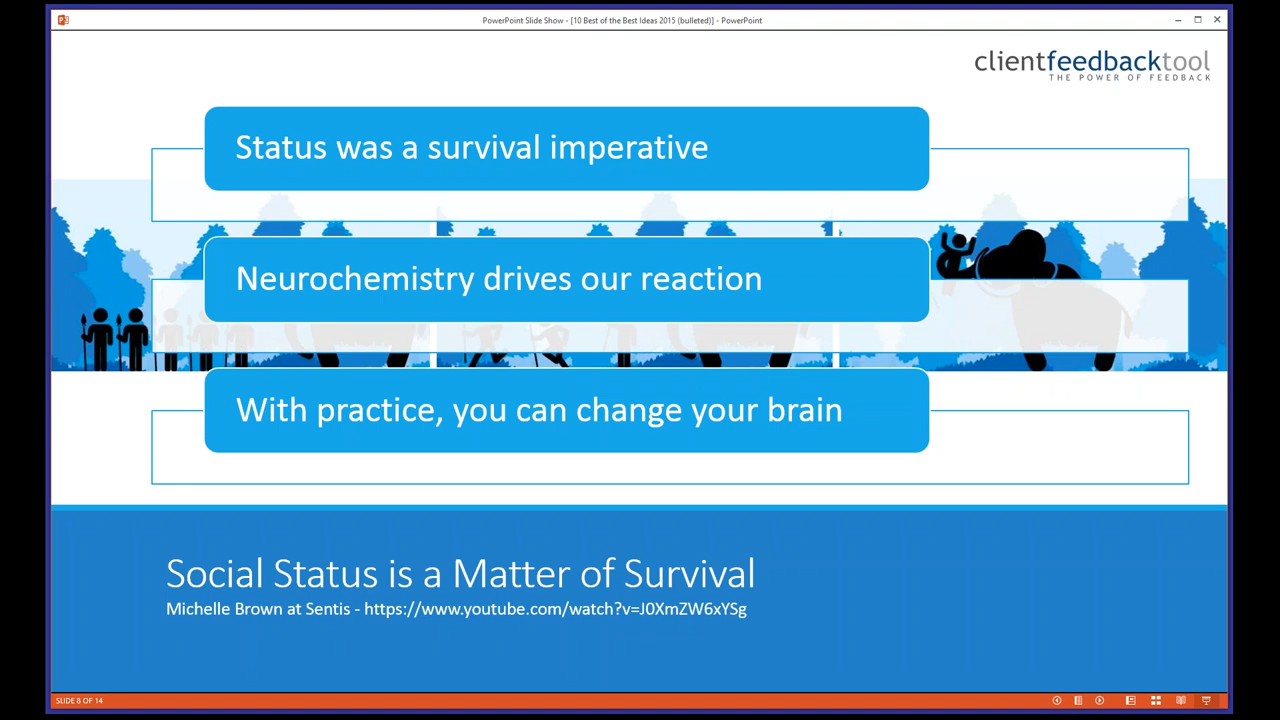 PowerPoint Slide Show - [10 Best of the Best Ideas 2015 (bulleted)] - PowerPoint
clientfeedbacktool
THE POWER OF FEEDBACK
Status was a survival imperative
Neurochemistry drives our reaction
With practice, you can change your brain
Social Status is a Matter of Survival
Michelle Brown at Sentis - https://www.youtube.com/watch?v=J0XmZW6xYSg
SLIDE 8 OF 14